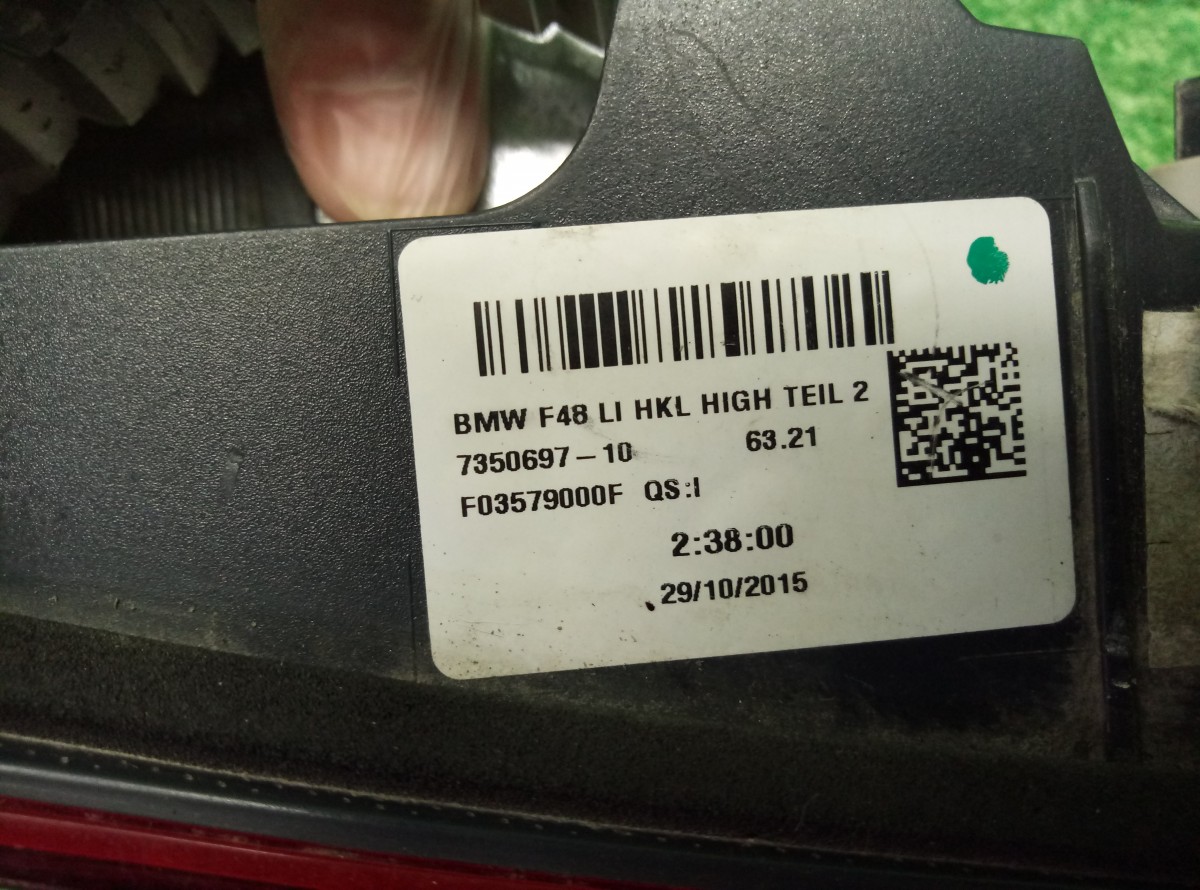 BMW F48 LI HKL HIGH TEIL 2
7350697-10 63.21
F03579000F QS:I
2:38:00
29/10/2015